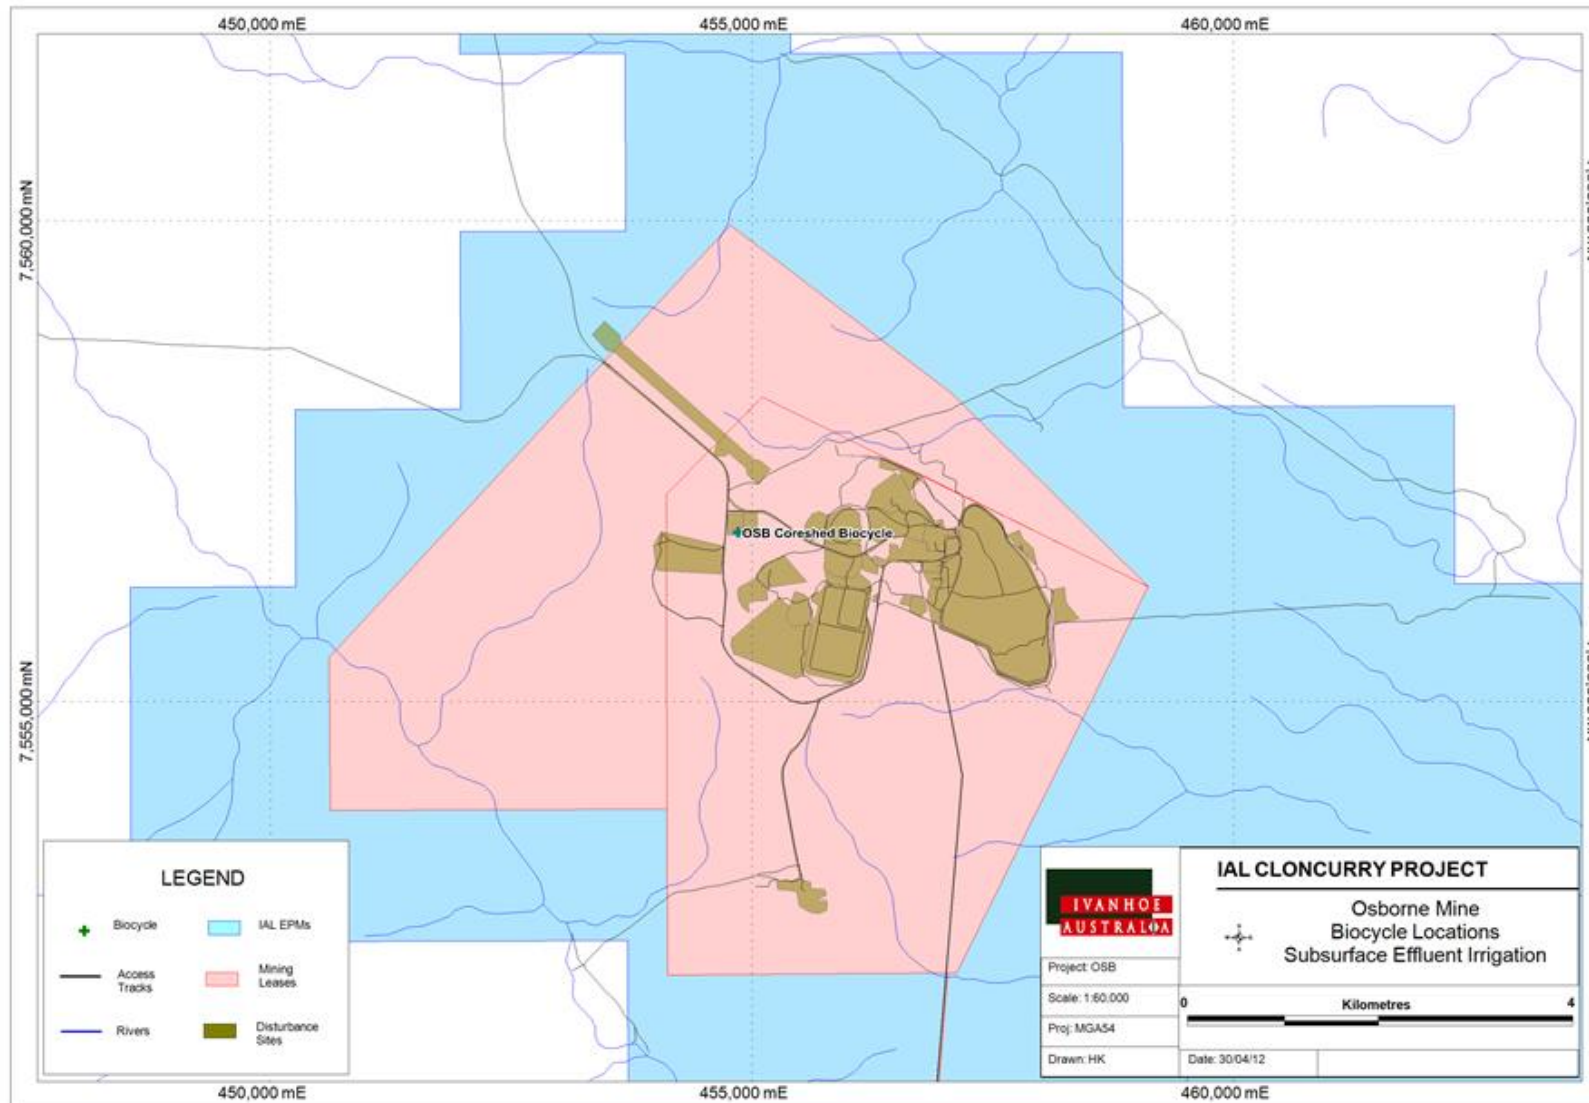 450,000 mE
455,000 mE
460,000 mE
7,560,000 mN
7,555,000 mN
OSB Coreshed Biocycle
LEGEND
Biocycle
IAL EPMs
Access
Tracks
Mining
Leases
Rivers
Disturbance
Sites
IVANHOE
AUSTRALIA
IAL CLONCURRY PROJECT
Osborne Mine
Biocycle Locations
Subsurface Effluent Irrigation
Project: OSB
Scale: 1:60,000
Proj: MGA54
Drawn: HK
0
Kilometres
4
Date: 30/04/12
450,000 mE
455,000 mE
460,000 mE